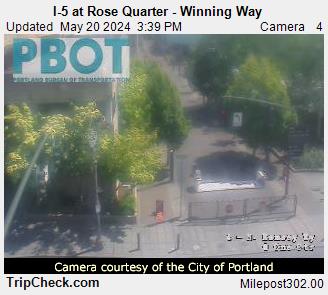 I-5 at Rose Quarter - Winning Way
Updated May 20 2024 3:39 PM Camera 4
PBOT
PORTLAND BUREAU OF TRANSPORTATION
Camera courtesy of the City of Portland
TripCheck.com Milepost302.00